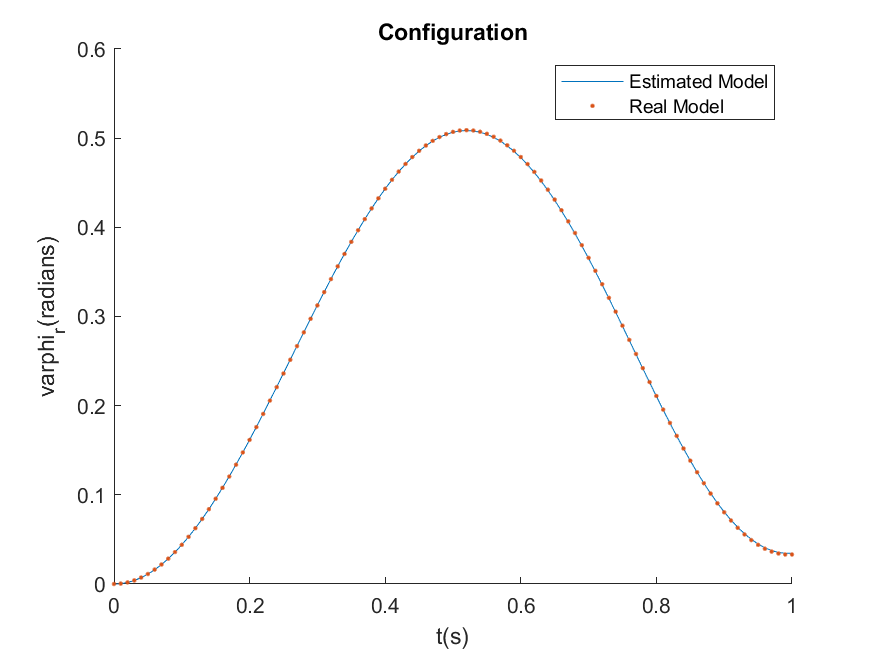 Configuration
0.6
0.5
0.4
0.3
0.2
0.1
0
Estimated Model
Real Model
varphi_r(radians)
0
0.2
0.4
0.6
0.8
1
t(s)